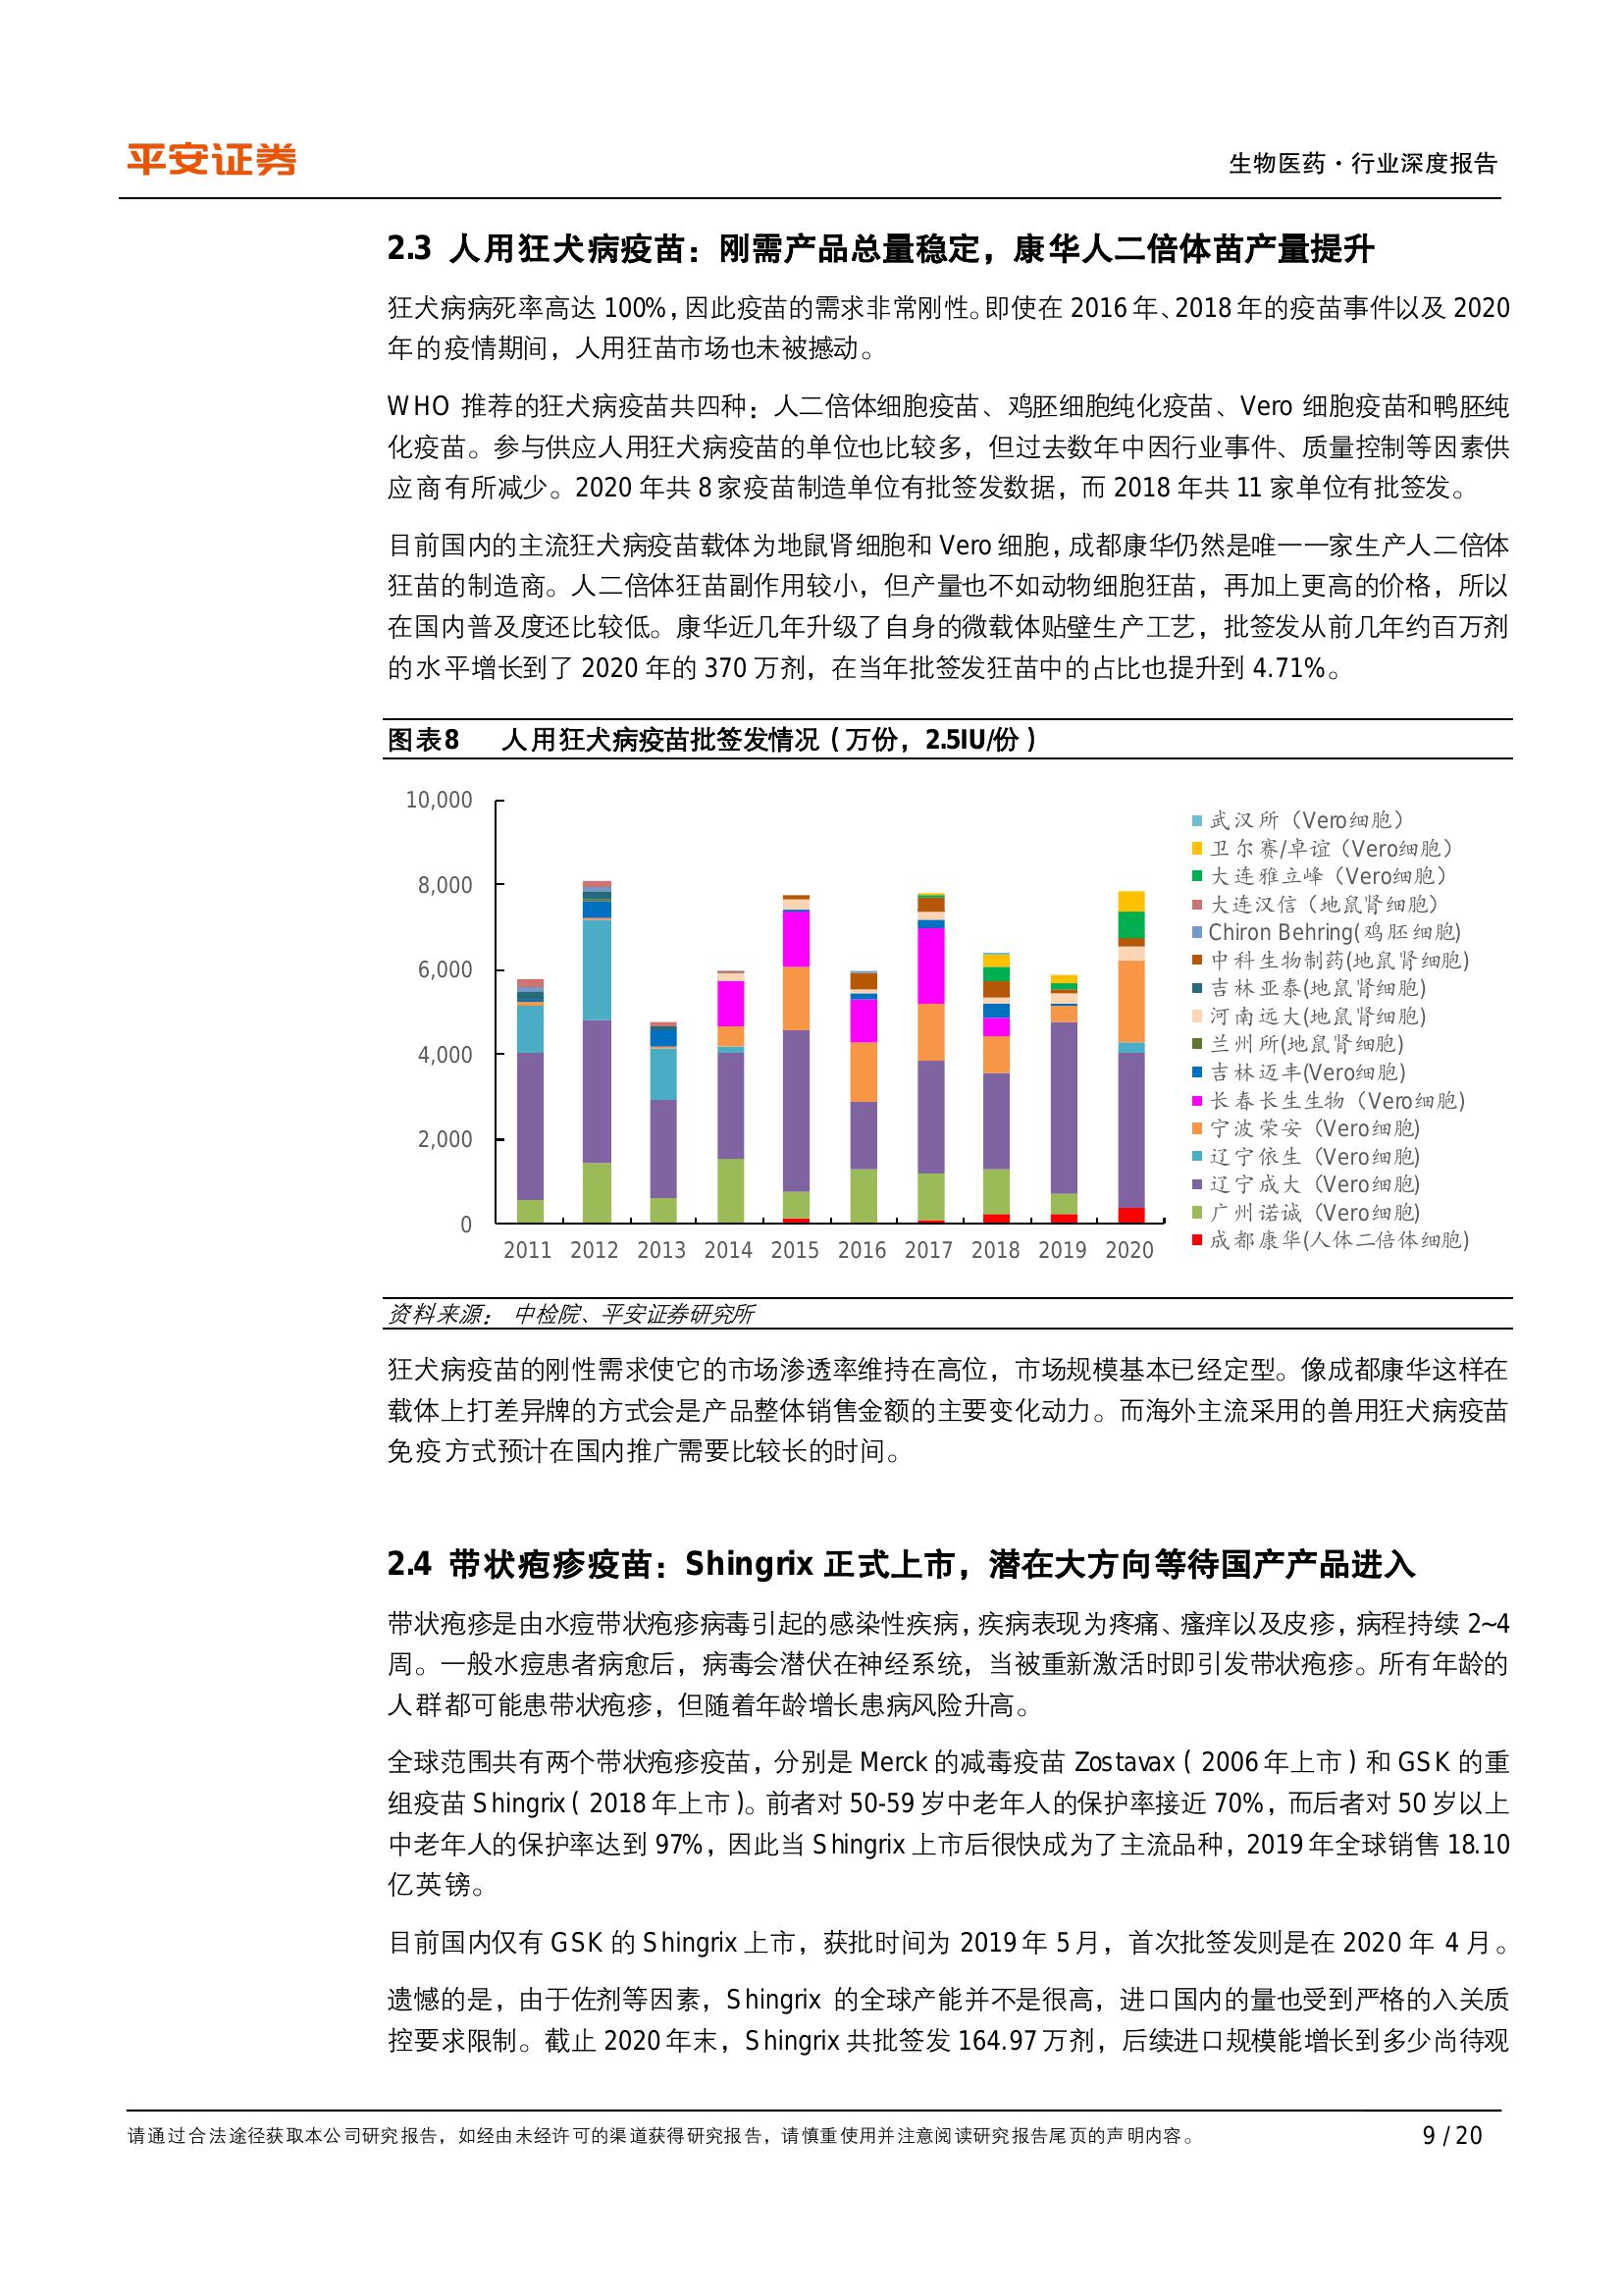 平安证券
生物医药·行业深度报告
2.3 人用狂犬病疫苗：刚需产品总量稳定，康华人二倍体苗产量提升
狂犬病病死率高达 100%，因此疫苗的需求非常刚性。即使在 2016 年、2018 年的疫苗事件以及 2020
年的疫情期间，人用狂苗市场也未被撼动。
WHO 推荐的狂犬病疫苗共四种：人二倍体细胞疫苗、鸡胚细胞纯化疫苗、Vero 细胞疫苗和鸭胚纯
化疫苗。参与供应人用狂犬病疫苗的单位也比较多，但过去数年中因行业事件、质量控制等因素供
应商有所减少。2020 年共 8 家疫苗制造单位有批签发数据，而 2018 年共 11 家单位有批签发。
目前国内的主流狂犬病疫苗载体为地鼠肾细胞和 Vero 细胞，成都康华仍然是唯一一家生产人二倍体
狂苗的制造商。人二倍体狂苗副作用较小，但产量也不如动物细胞狂苗，再加上更高的价格，所以
在国内普及度还比较低。康华近几年升级了自身的微载体贴壁生产工艺，批签发从前几年约百万剂
的水平增长到了 2020 年的 370 万剂，在当年批签发狂苗中的占比也提升到 4.71%。
图表8 人用狂犬病疫苗批签发情况（万份，2.5IU/份）
10,000
8,000
6,000
4,000
2,000
0
2011 2012 2013 2014 2015 2016 2017 2018 2019 2020
武汉所（Vero细胞）
卫尔赛/卓谊（Vero细胞）
大连雅立峰（Vero细胞）
大连汉信（地鼠肾细胞）
Chiron Behring(鸡胚细胞)
中科生物制药(地鼠肾细胞)
吉林亚泰(地鼠肾细胞)
河南远大(地鼠肾细胞)
兰州所(地鼠肾细胞)
吉林迈丰(Vero细胞)
长春长生生物（Vero细胞)
宁波荣安（Vero细胞)
辽宁依生（Vero细胞)
辽宁成大（Vero细胞)
广州诺诚（Vero细胞)
成都康华(人体二倍体细胞)
资料来源： 中检院、平安证券研究所
狂犬病疫苗的刚性需求使它的市场渗透率维持在高位，市场规模基本已经定型。像成都康华这样在
载体上打差异牌的方式会是产品整体销售金额的主要变化动力。而海外主流采用的兽用狂犬病疫苗
免疫方式预计在国内推广需要比较长的时间。
2.4 带状疱疹疫苗：Shingrix 正式上市，潜在大方向等待国产产品进入
带状疱疹是由水痘带状疱疹病毒引起的感染性疾病，疾病表现为疼痛、瘙痒以及皮疹，病程持续 2~4
周。一般水痘患者病愈后，病毒会潜伏在神经系统，当被重新激活时即引发带状疱疹。所有年龄的
人群都可能患带状疱疹，但随着年龄增长患病风险升高。
全球范围共有两个带状疱疹疫苗，分别是 Merck 的减毒疫苗 Zostavax（2006 年上市）和 GSK 的重
组疫苗 Shingrix（2018 年上市）。前者对 50-59 岁中老年人的保护率接近 70%，而后者对 50 岁以上
中老年人的保护率达到 97%，因此当 Shingrix 上市后很快成为了主流品种，2019 年全球销售 18.10
亿英镑。
目前国内仅有 GSK 的 Shingrix 上市，获批时间为 2019 年 5 月，首次批签发则是在 2020 年 4 月。
遗憾的是，由于佐剂等因素，Shingrix 的全球产能并不是很高，进口国内的量也受到严格的入关质
控要求限制。截止 2020 年末，Shingrix 共批签发 164.97 万剂，后续进口规模能增长到多少尚待观
请通过合法途径获取本公司研究报告，如经由未经许可的渠道获得研究报告，请慎重使用并注意阅读研究报告尾页的声明内容。
9 / 20